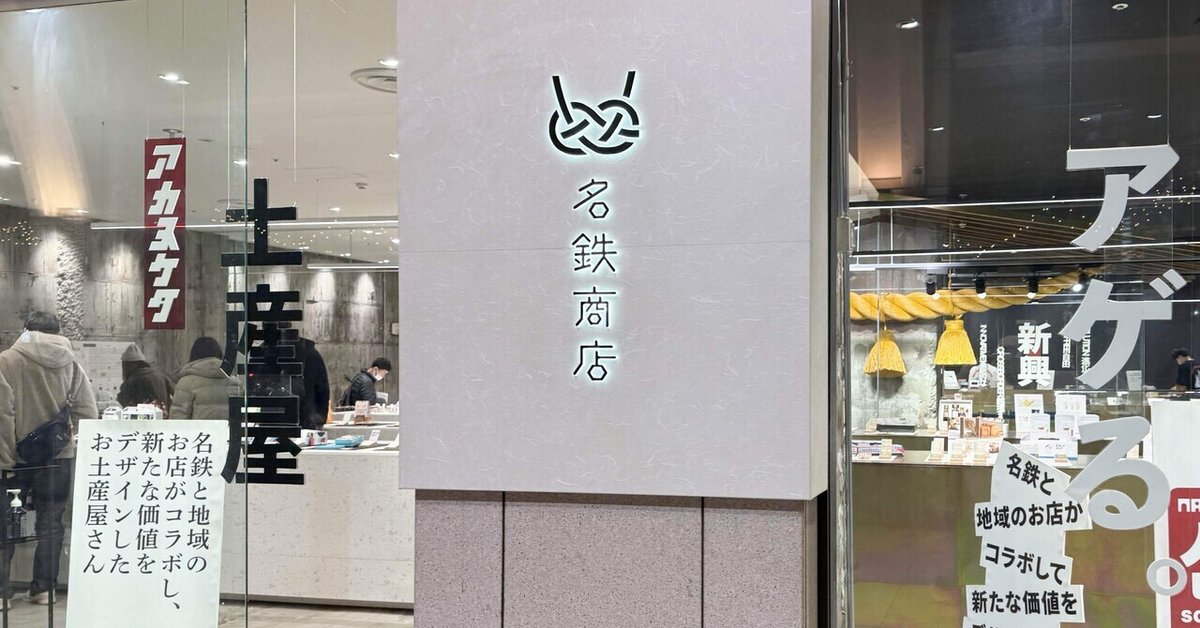 アカスケタ
土産屋
名鉄と地域の
お店がコラボし、
新たな価値を
デザインした
お土産屋さん
名鉄商店
アゲる。
新興
名鉄と
地域のお店が
コラボして
新たな価値を